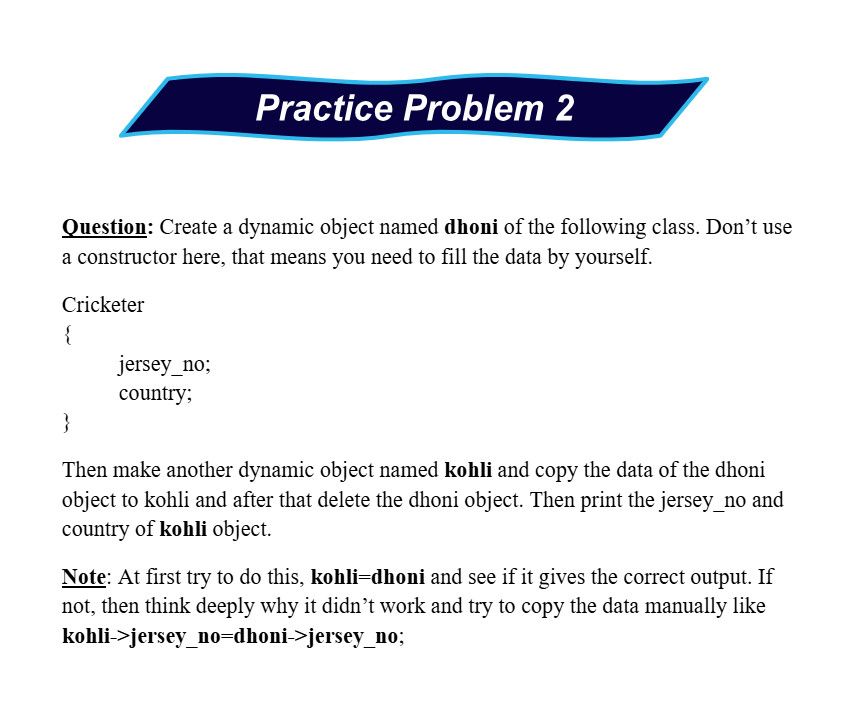 Practice Problem 2
Question: Create a dynamic object named dhoni of the following class. Don’t use
a constructor here, that means you need to fill the data by yourself.
Cricketer
{
jersey_no;
country;
}
Then make another dynamic object named kohli and copy the data of the dhoni
object to kohli and after that delete the dhoni object. Then print the jersey_no and
country of kohli object.
Note: At first try to do this, kohli=dhoni and see if it gives the correct output. If
not, then think deeply why it didn’t work and try to copy the data manually like
kohli->jersey_no=dhoni->jersey_no;